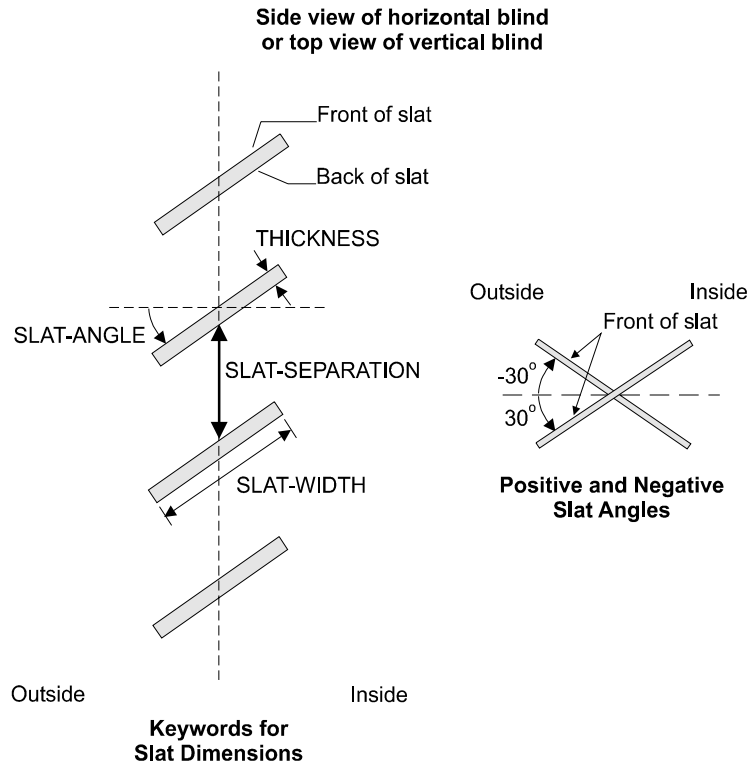 Side view of horizontal blind
or top view of vertical blind
Front of slat
Back of slat
THICKNESS
SLAT-ANGLE
SLAT-SEPARATION
SLAT-WIDTH
Outside
Inside
Keywords for
Slat Dimensions
Outside
Inside
Front of slat
-30°
30°
Positive and Negative
Slat Angles